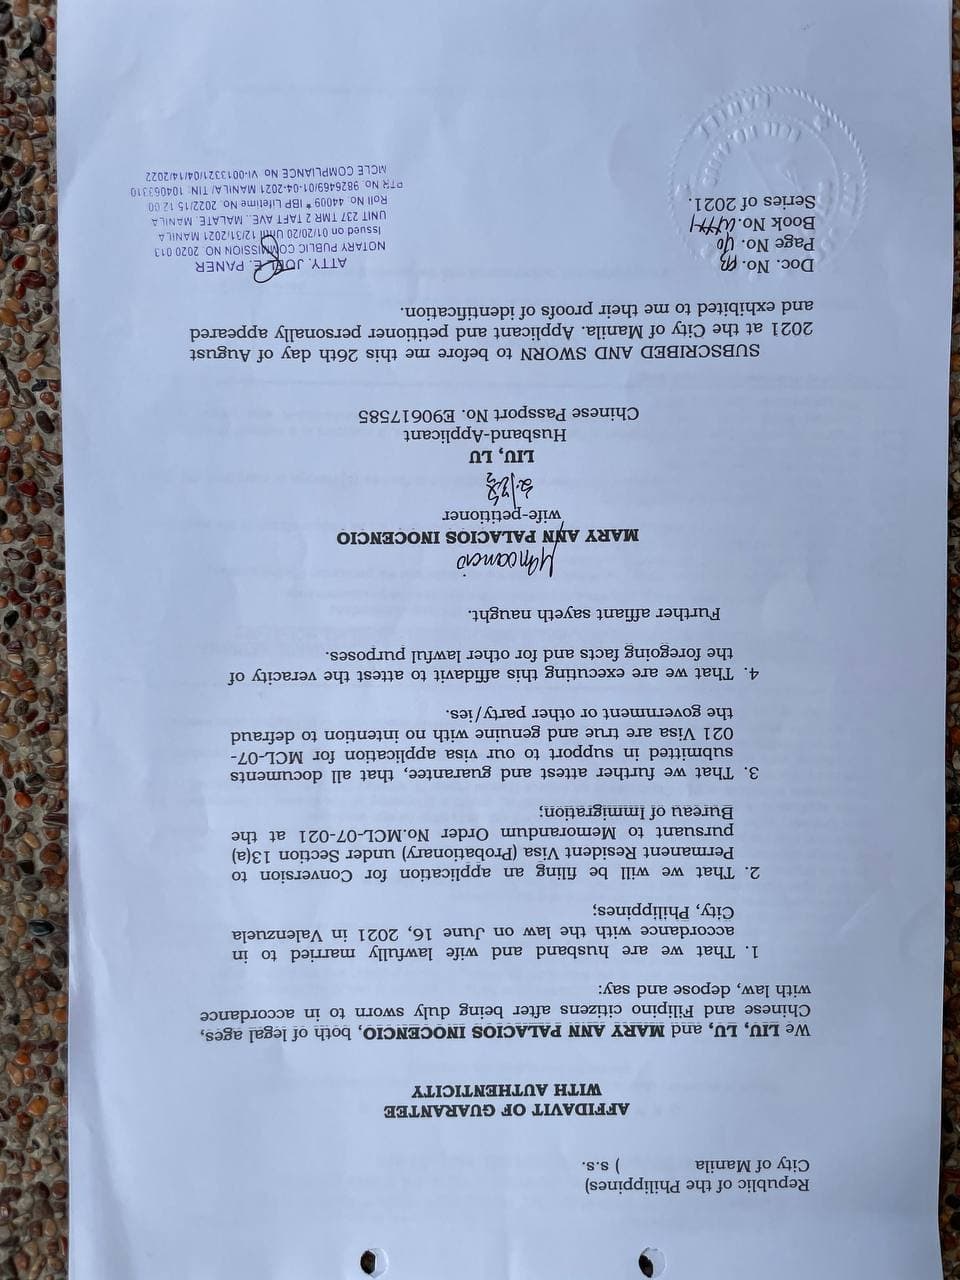 Republic of the Philippines)
City of Manila ) s.s.
AFFIDAVIT OF GUARANTEE
WITH AUTHENTICITY
We LIU, LU, and MARY ANN PALACIOS INOCENCIO, both of legal ages,
Chinese and Filipino citizens after being duly sworn to in accordance
with law, depose and say:
1. That we are husband and wife lawfully married to in
accordance with the law on June 16, 2021 in Valenzuela
City, Philippines;
2. That we will be filing an application for Conversion to
Permanent Resident Visa (Probationary) under Section 13(a)
pursuant to Memorandum Order No.MCL-07-021 at the
Bureau of Immigration;
3. That we further attest and guarantee, that all documents
submitted in support to our visa application for MCL-07-
021 Visa are true and genuine with no intention to defraud
the government or other party/ies.
4. That we are executing this affidavit to attest the veracity of
the foregoing facts and for other lawful purposes.
Further affiant sayeth naught.
MARY ANN PALACIOS INOCENCIO
wife-petitioner
刘路
LIU, LU
Husband-Applicant
Chinese Passport No. E90617585
SUBSCRIBED AND SWORN to before me this 26th day of August
2021 at the City of Manila. Applicant and petitioner personally appeared
and exhibited to me their proofs of identification.
Doc. No.
Page No.
Book No.
Series of 2021.
ATTY. JOEL E. PANER
NOTARY PUBLIC COMMISSION NO. 2020 013
Issued on 01/20/20 Until 12/31/2021 MANILA
UNIT 237 TMR 2 TAFT AVE., MALATE, MANILA
Roll No. 44009 * IBP Lifetime No. 2022/15 12 00
PTR No. 9826469/01-04-2021 MANILA/ TIN: 104063310
MCLE COMPLIANCE No. VI-0013321/04/14/2022